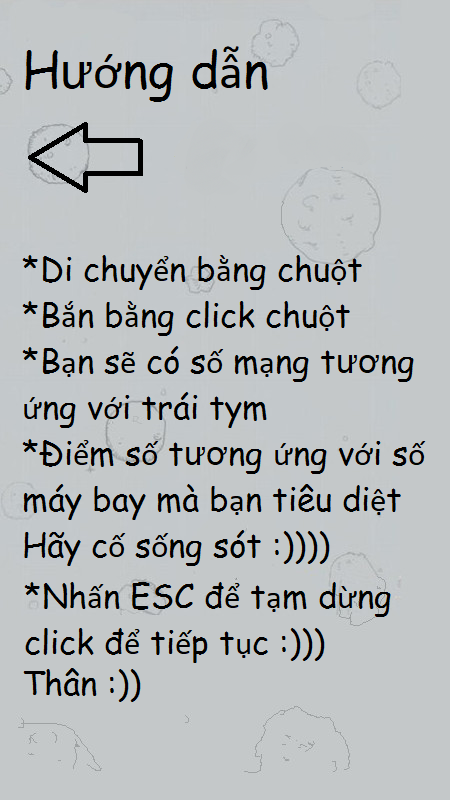 Hướng dẫn
*Di chuyển bằng chuột
*Bắn bằng click chuột
*Bạn sẽ có số mạng tương
ứng với trái tym
*Điểm số tương ứng với số
máy bay mà bạn tiêu diệt
Hãy cố sống sót :))))
*Nhấn ESC để tạm dừng
click để tiếp tục :)))
Thân :))